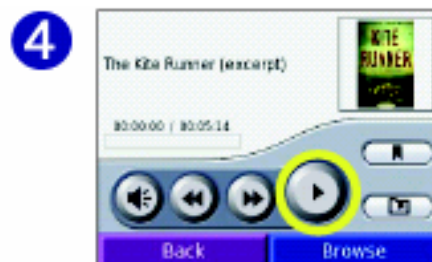 4
The Kite Runner (excerpt)
KITE
RUNNER
00:00:00 / 00:05:14
Back
Browse